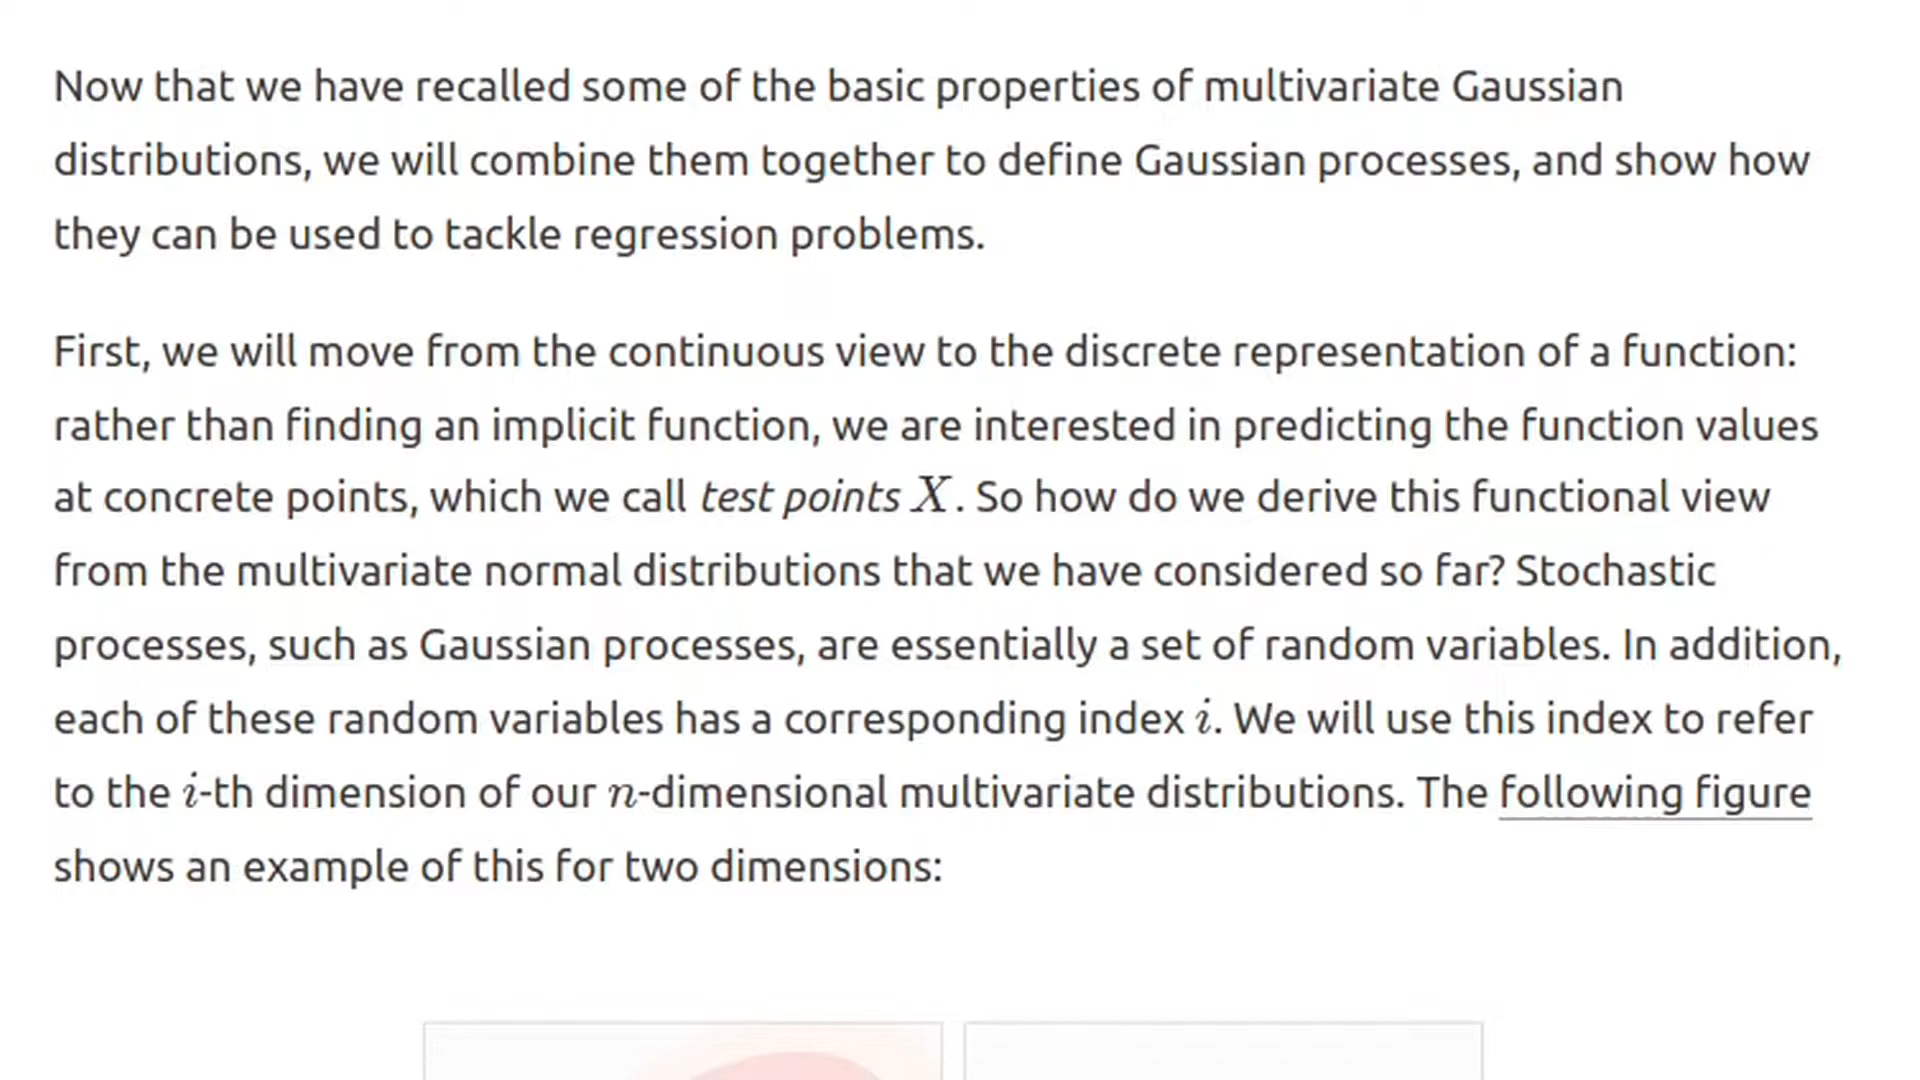 Now that we have recalled some of the basic properties of multivariate Gaussian
distributions, we will combine them together to define Gaussian processes, and show how
they can be used to tackle regression problems.
First, we will move from the continuous view to the discrete representation of a function:
rather than finding an implicit function, we are interested in predicting the function values
at concrete points, which we call test points X. So how do we derive this functional view
from the multivariate normal distributions that we have considered so far? Stochastic
processes, such as Gaussian processes, are essentially a set of random variables. In addition,
each of these random variables has a corresponding index i. We will use this index to refer
to the i-th dimension of our n-dimensional multivariate distributions. The following figure
shows an example of this for two dimensions: